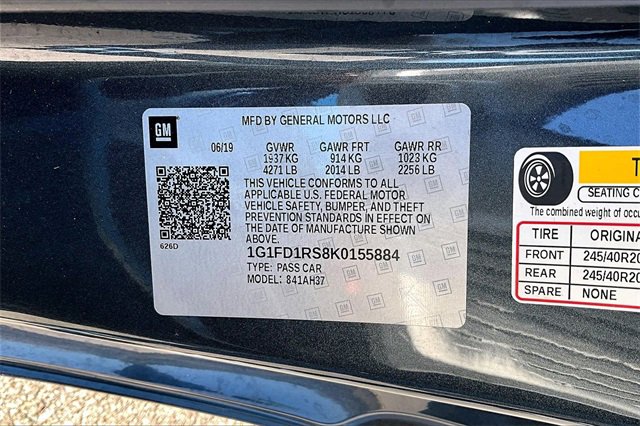 GM
MFD BY GENERAL MOTORS LLC
06/19 GVWR GAWR FRT GAWR RR
1937 KG 914 KG 1023 KG
4271 LB 2014 LB 2256 LB
THIS VEHICLE CONFORMS TO ALL
APPLICABLE U.S. FEDERAL MOTOR
VEHICLE SAFETY, BUMPER, AND THEFT
PREVENTION STANDARDS IN EFFECT ON
THE DATE OF MANUFACTURE SHOWN
ABOVE.
626D
1G1FD1RS8K0155884
TYPE: PASS CAR
MODEL: 841AH37
T
SEATING C
The combined weight of occu
TIRE ORIGINA
FRONT 245/40R20
REAR 245/40R20
SPARE NONE